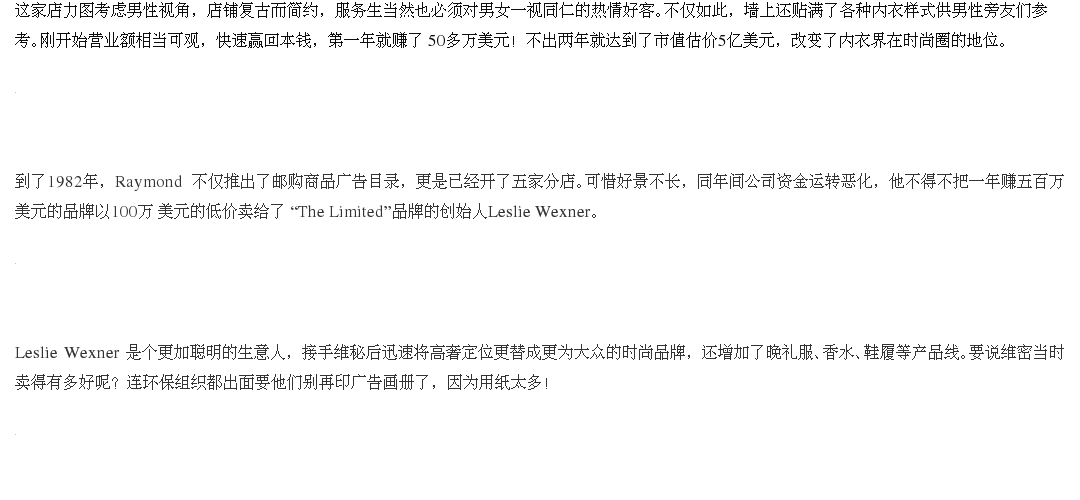 这家店力图考虑男性视角，店铺复古而简约，服务生当然也必须对男女一视同仁的热情好客。不仅如此，墙上还贴满了各种内衣样式供男性旁友们参
考。刚开始营业额相当可观，快速赢回本钱，第一年就赚了 50多万美元！不出两年就达到了市值估价5亿美元，改变了内衣界在时尚圈的地位。
到了1982年，Raymond 不仅推出了邮购商品广告目录，更是已经开了五家分店。可惜好景不长，同年间公司资金运转恶化，他不得不把一年赚五百万
美元的品牌以100万 美元的低价卖给了 “The Limited”品牌的创始人Leslie Wexner。
Leslie Wexner 是个更加聪明的生意人，接手维秘后迅速将高奢定位更替成更为大众的时尚品牌，还增加了晚礼服、香水、鞋履等产品线。要说维密当时
卖得有多好呢？连环保组织都出面要他们别再印广告画册了，因为用纸太多！